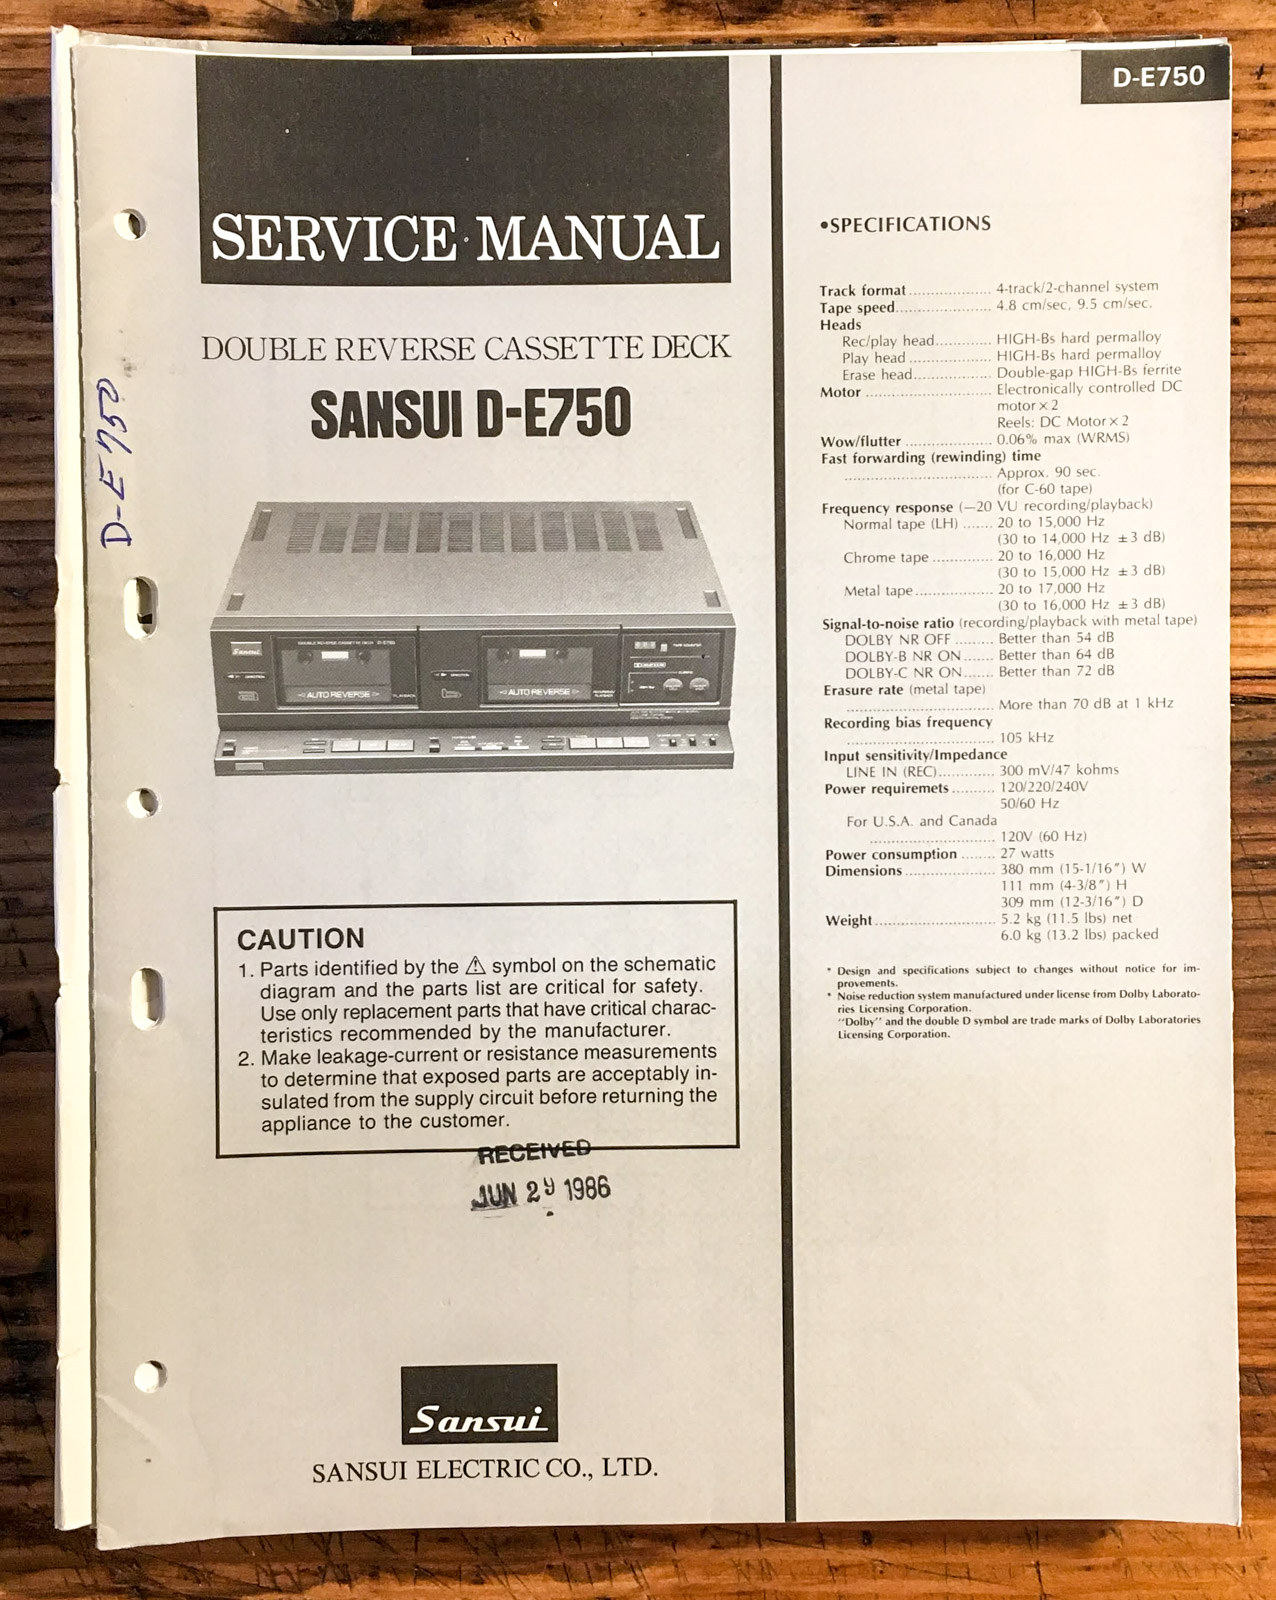 SERVICE MANUAL
DOUBLE REVERSE CASSETTE DECK
SANSUI D-E750
D-E 750
Sansui
DOUBLE REVERSE CASSETTE DECK D-E750
DIRECTION
AUTO REVERSE
PLAYBACK
DIRECTION
AUTO REVERSE
TAPE COUNTER
CAUTION
1. Parts identified by the ⚠ symbol on the schematic
diagram and the parts list are critical for safety.
Use only replacement parts that have critical charac-
teristics recommended by the manufacturer.
2. Make leakage-current or resistance measurements
to determine that exposed parts are acceptably in-
sulated from the supply circuit before returning the
appliance to the customer.
RECEIVED
JUN 29 1986
Sansui
SANSUI ELECTRIC CO., LTD.
D-E750
•SPECIFICATIONS
Track format .................. 4-track/2-channel system
Tape speed..................... 4.8 cm/sec, 9.5 cm/sec.
Heads
Rec/play head............ HIGH-Bs hard permalloy
Play head .................. HIGH-Bs hard permalloy
Erase head................. Double-gap HIGH-Bs ferrite
Motor ........................... Electronically controlled DC
motor × 2
Reels: DC Motor × 2
Wow/flutter ................... 0.06% max (WRMS)
Fast forwarding (rewinding) time
................................ Approx. 90 sec.
(for C-60 tape)
Frequency response (—20 VU recording/playback)
Normal tape (LH) ....... 20 to 15,000 Hz
(30 to 14,000 Hz ±3 dB)
Chrome tape ............. 20 to 16,000 Hz
(30 to 15,000 Hz ±3 dB)
Metal tape ................. 20 to 17,000 Hz
(30 to 16,000 Hz ±3 dB)
Signal-to-noise ratio (recording/playback with metal tape)
DOLBY NR OFF ......... Better than 54 dB
DOLBY-B NR ON ....... Better than 64 dB
DOLBY-C NR ON....... Better than 72 dB
Erasure rate (metal tape)
................................ More than 70 dB at 1 kHz
Recording bias frequency
................................ 105 kHz
Input sensitivity/Impedance
LINE IN (REC)............ 300 mV/47 kohms
Power requiremets .......... 120/220/240V
50/60 Hz
For U.S.A. and Canada
........................... 120V (60 Hz)
Power consumption ........ 27 watts
Dimensions .................... 380 mm (15-1/16") W
111 mm (4-3/8") H
309 mm (12-3/16") D
Weight .......................... 5.2 kg (11.5 lbs) net
6.0 kg (13.2 lbs) packed
* Design and specifications subject to changes without notice for im-
provements.
* Noise reduction system manufactured under license from Dolby Laborato-
ries Licensing Corporation.
"Dolby" and the double D symbol are trade marks of Dolby Laboratories
Licensing Corporation.